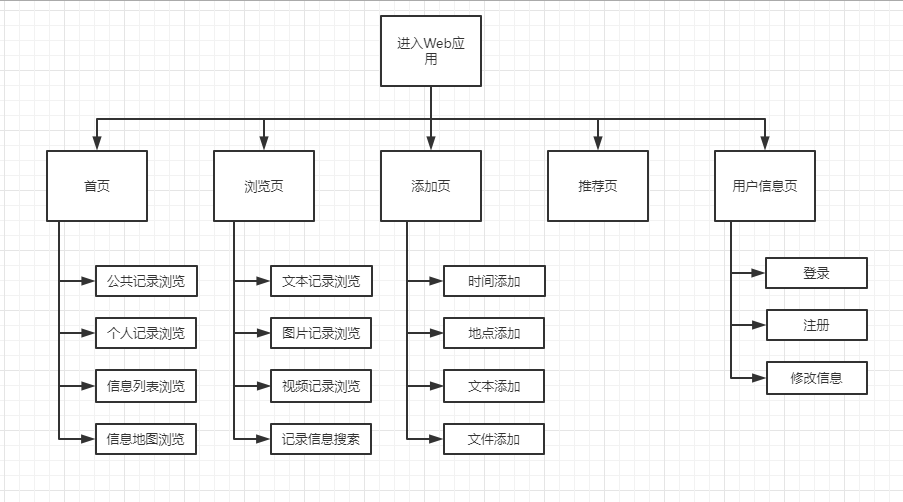 进入Web应
用
首页
浏览页
添加页
推荐页
用户信息页
公共记录浏览
个人记录浏览
信息列表浏览
信息地图浏览
文本记录浏览
图片记录浏览
视频记录浏览
记录信息搜索
时间添加
地点添加
文本添加
文件添加
登录
注册
修改信息